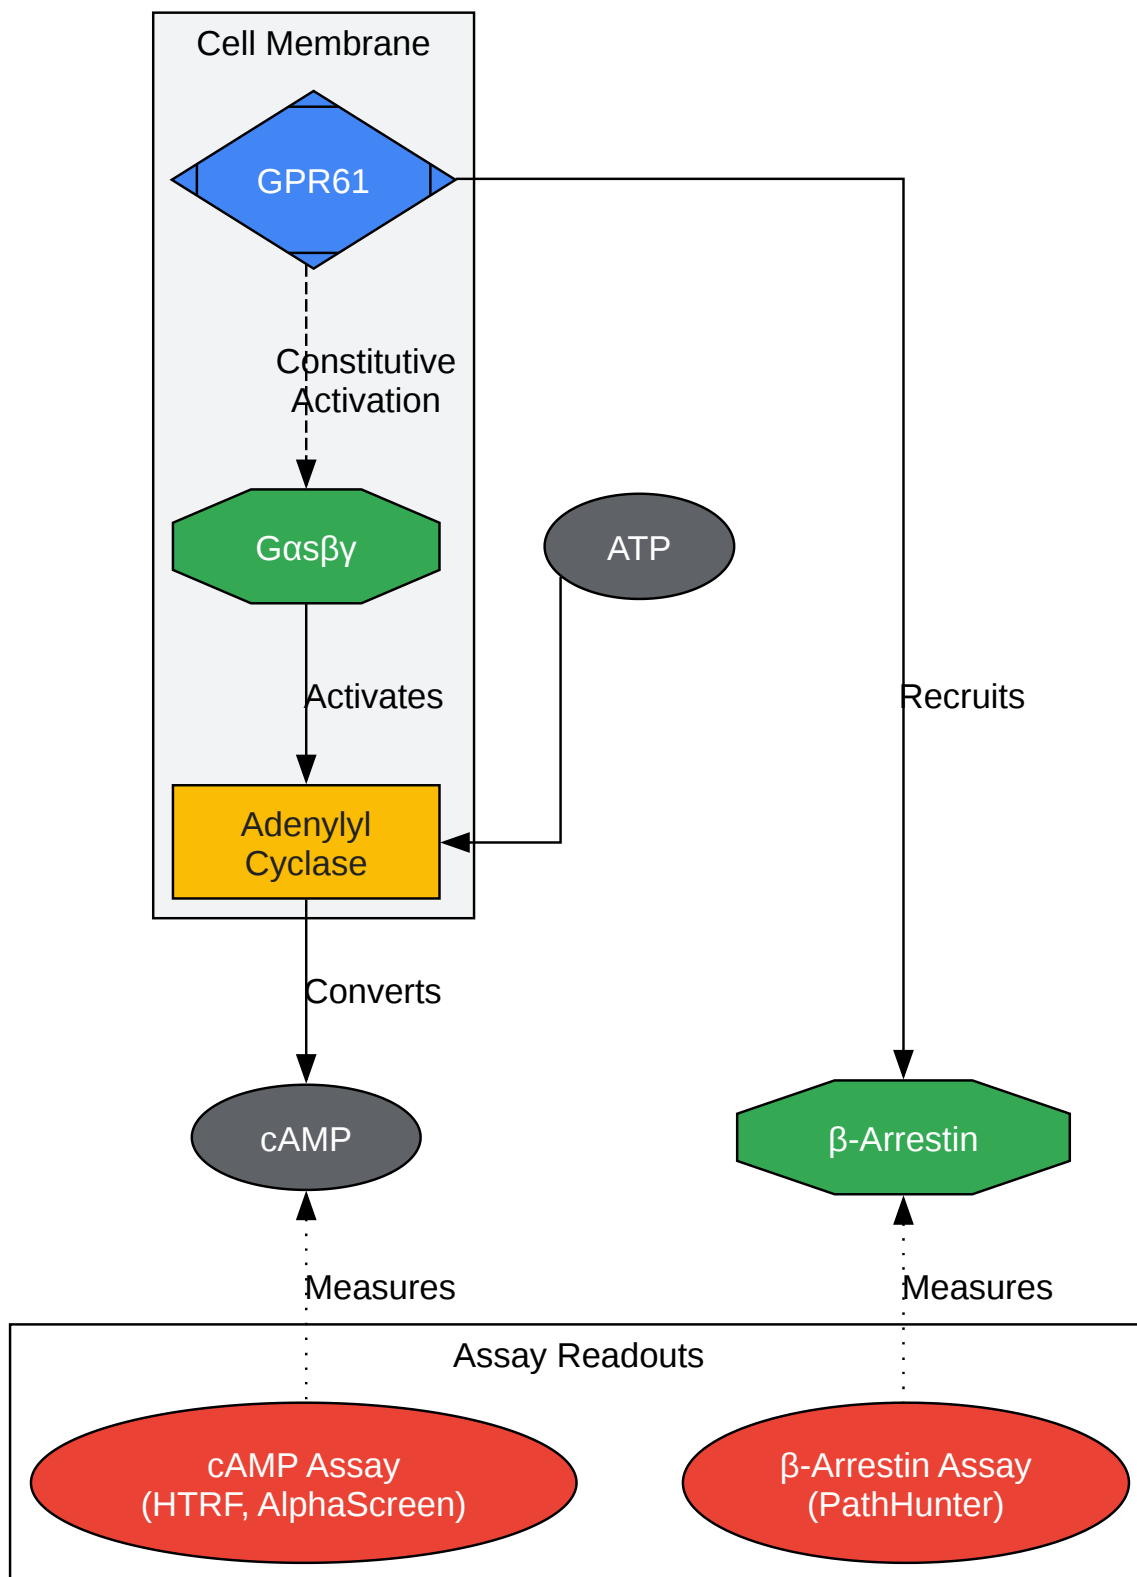 Cell Membrane
GPR61
Constitutive
Activation
Gαsβγ
ATP
Activates
Recruits
Adenylyl
Cyclase
Converts
cAMP
β-Arrestin
Measures
Measures
Assay Readouts
cAMP Assay
(HTRF, AlphaScreen)
β-Arrestin Assay
(PathHunter)